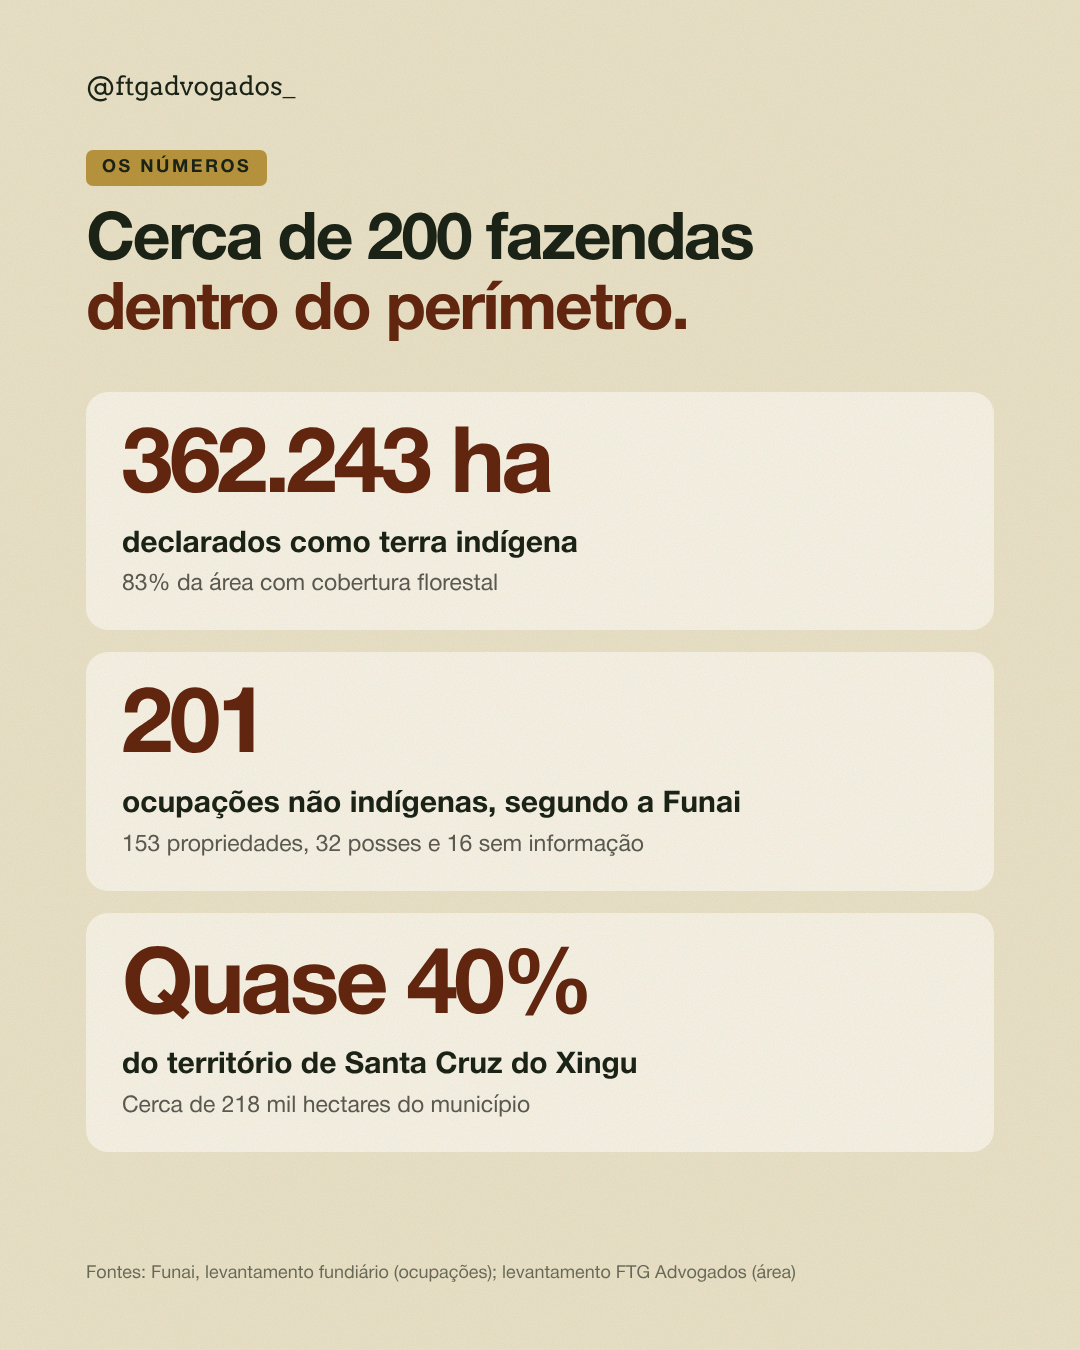 @ftgadvogados_
OS NÚMEROS
Cerca de 200 fazendas
dentro do perímetro.
362.243 ha
declarados como terra indígena
83% da área com cobertura florestal
201
ocupações não indígenas, segundo a Funai
153 propriedades, 32 posses e 16 sem informação
Quase 40%
do território de Santa Cruz do Xingu
Cerca de 218 mil hectares do município
Fontes: Funai, levantamento fundiário (ocupações); levantamento FTG Advogados (área)